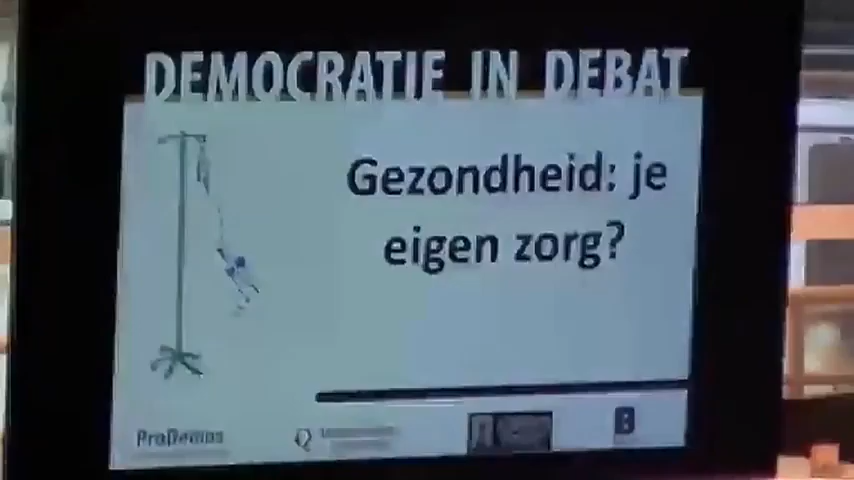 DEMOCRATIE IN DEBAT
Gezondheid: je
eigen zorg?
ProDemos
B